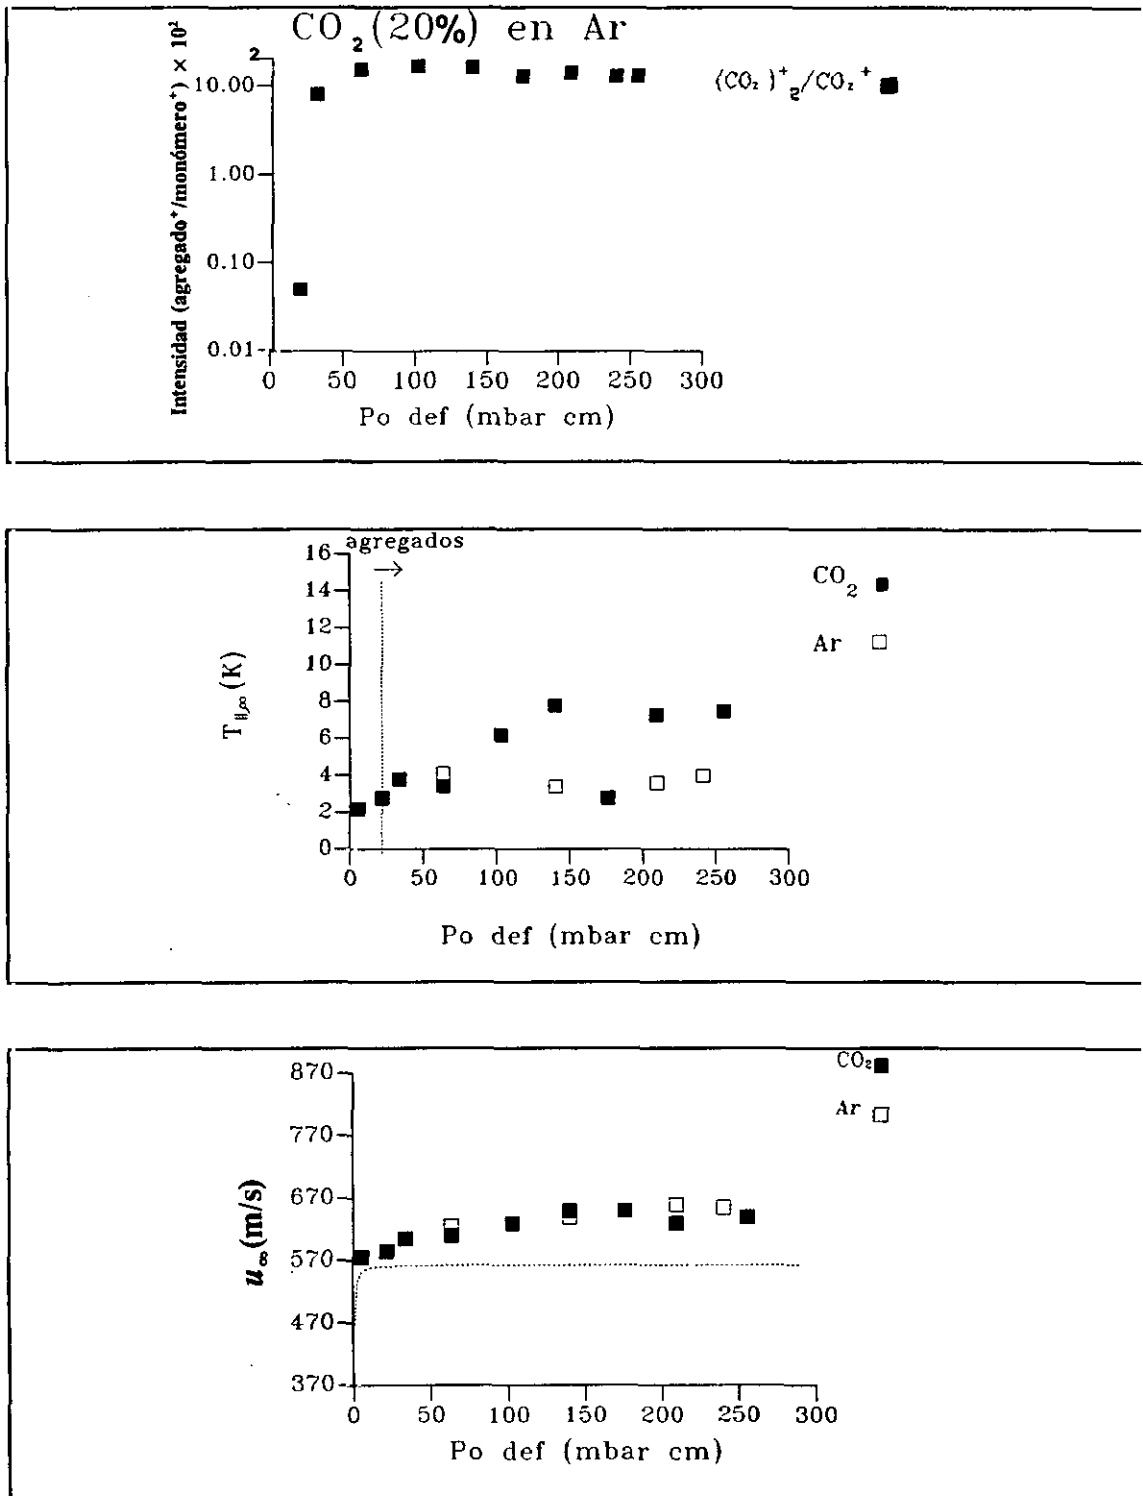 CO₂(20%) en Ar
Intensidad (agregado⁺/monómero⁺) × 10²
2
10.00
1.00
0.10
0.01
0 50 100 150 200 250 300
Po def (mbar cm)
(CO₂)⁺₂/CO₂⁺
agregados
16
14
12
10
8
6
4
2
0
T∥,∞(K)
0 50 100 150 200 250 300
Po def (mbar cm)
CO₂
Ar
870
770
670
570
470
370
u∞(m/s)
0 50 100 150 200 250 300
Po def (mbar cm)
CO₂
Ar